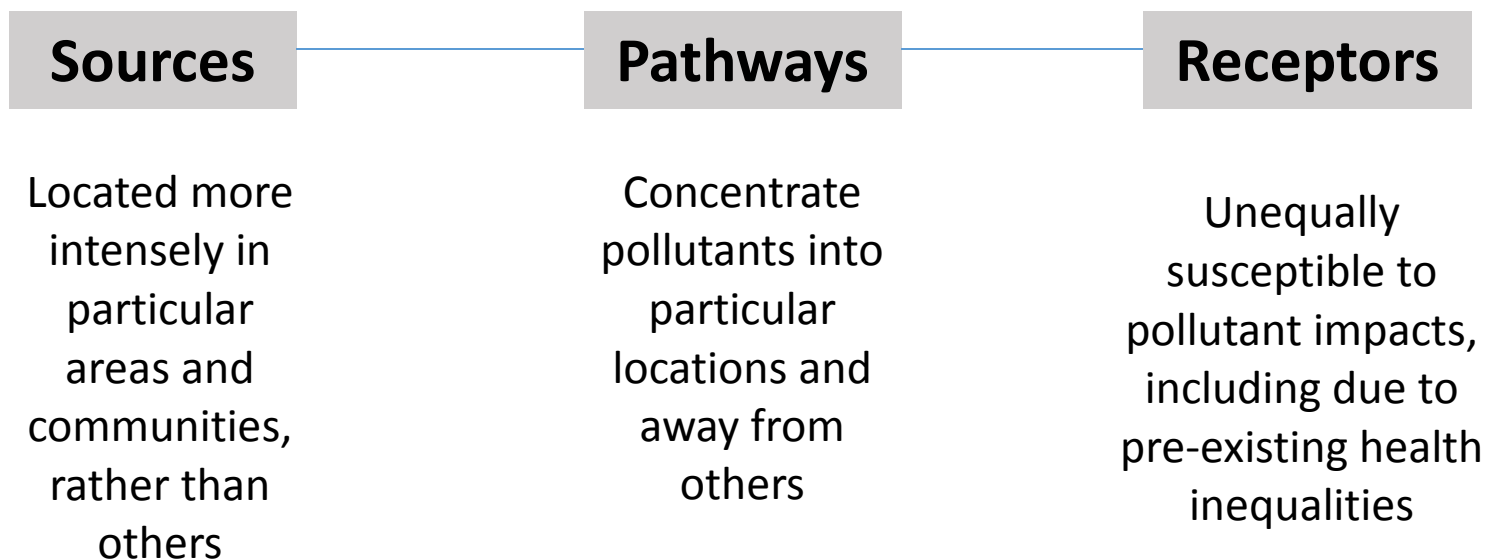 Sources
Pathways
Receptors
Located more
intensely in
particular
areas and
communities,
rather than
others
Concentrate
pollutants into
particular
locations and
away from
others
Unequally
susceptible to
pollutant impacts,
including due to
pre-existing health
inequalities